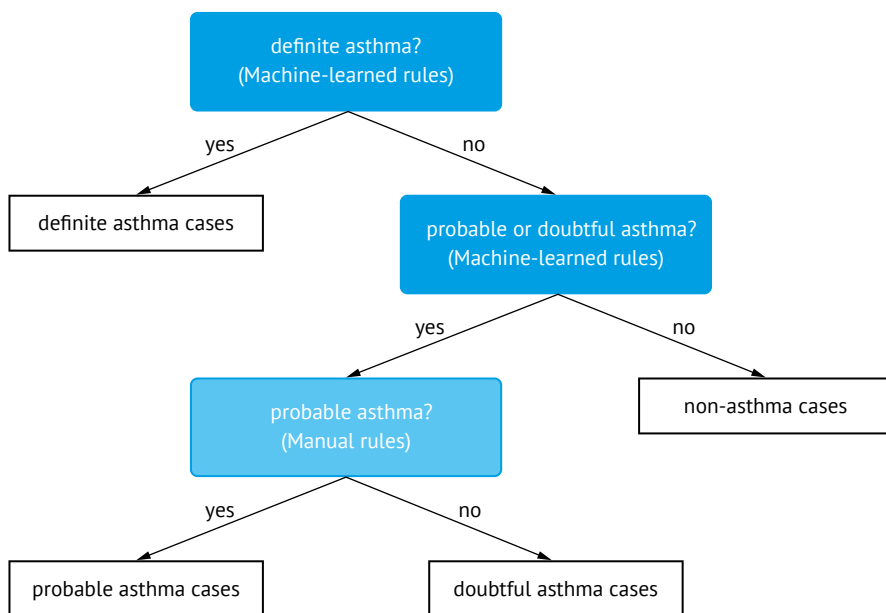 definite asthma?
(Machine-learned rules)
yes
no
definite asthma cases
probable or doubtful asthma?
(Machine-learned rules)
yes
no
probable asthma?
(Manual rules)
non-asthma cases
yes
no
probable asthma cases
doubtful asthma cases